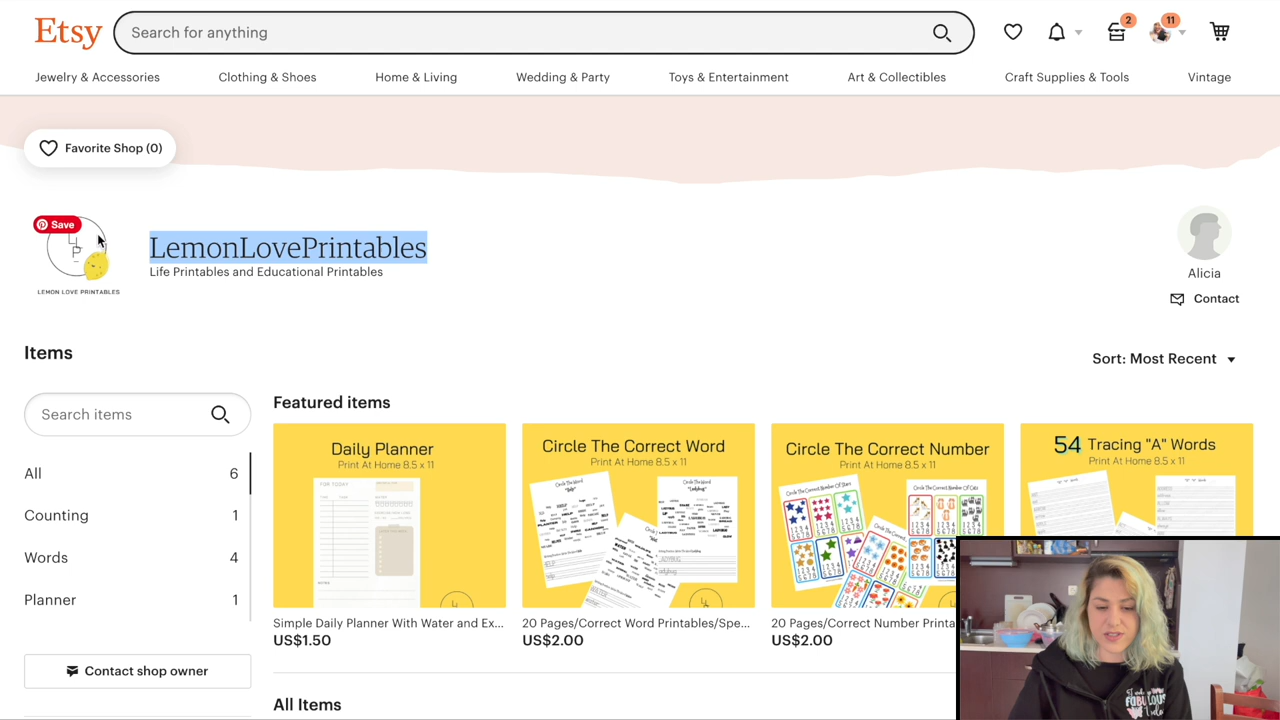 Etsy
Search for anything
2
11
Jewelry & Accessories
Clothing & Shoes
Home & Living
Wedding & Party
Toys & Entertainment
Art & Collectibles
Craft Supplies & Tools
Vintage
Favorite Shop (0)
Save
LEMON LOVE PRINTABLES
LemonLovePrintables
Life Printables and Educational Printables
Alicia
Contact
Items
Sort: Most Recent
Search items
All 6
Counting 1
Words 4
Planner 1
Contact shop owner
Featured items
Daily Planner
Print At Home 8.5 x 11
FOR TODAY
Simple Daily Planner With Water and Ex...
US$1.50
Circle The Correct Word
Print At Home 8.5 x 11
20 Pages/Correct Word Printables/Spe...
US$2.00
Circle The Correct Number
Print At Home 8.5 x 11
20 Pages/Correct Number Printa
US$2.00
54 Tracing "A" Words
Print At Home 8.5 x 11
All Items
FABULOUS